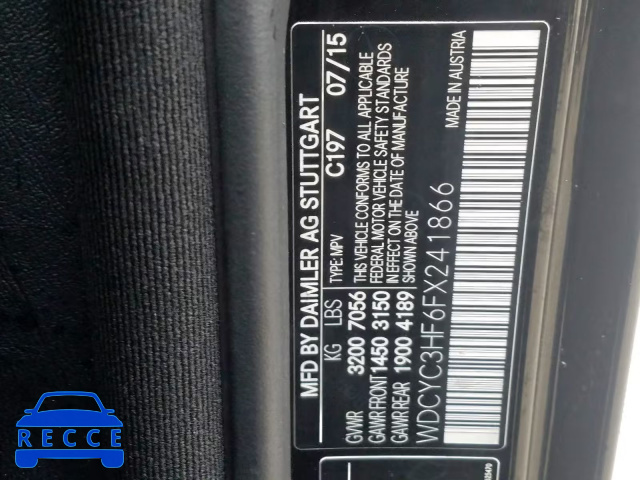 MFD BY DAIMLER AG STUTTGART
C197 07/15
KG LBS TYPE: MPV
GVWR 3200 7056 THIS VEHICLE CONFORMS TO ALL APPLICABLE
FEDERAL MOTOR VEHICLE SAFETY STANDARDS
GAWR FRONT 1450 3150 IN EFFECT ON THE DATE OF MANUFACTURE
GAWR REAR 1900 4189 SHOWN ABOVE
WDCYC3HF6FX241866 MADE IN AUSTRIA
RECCE